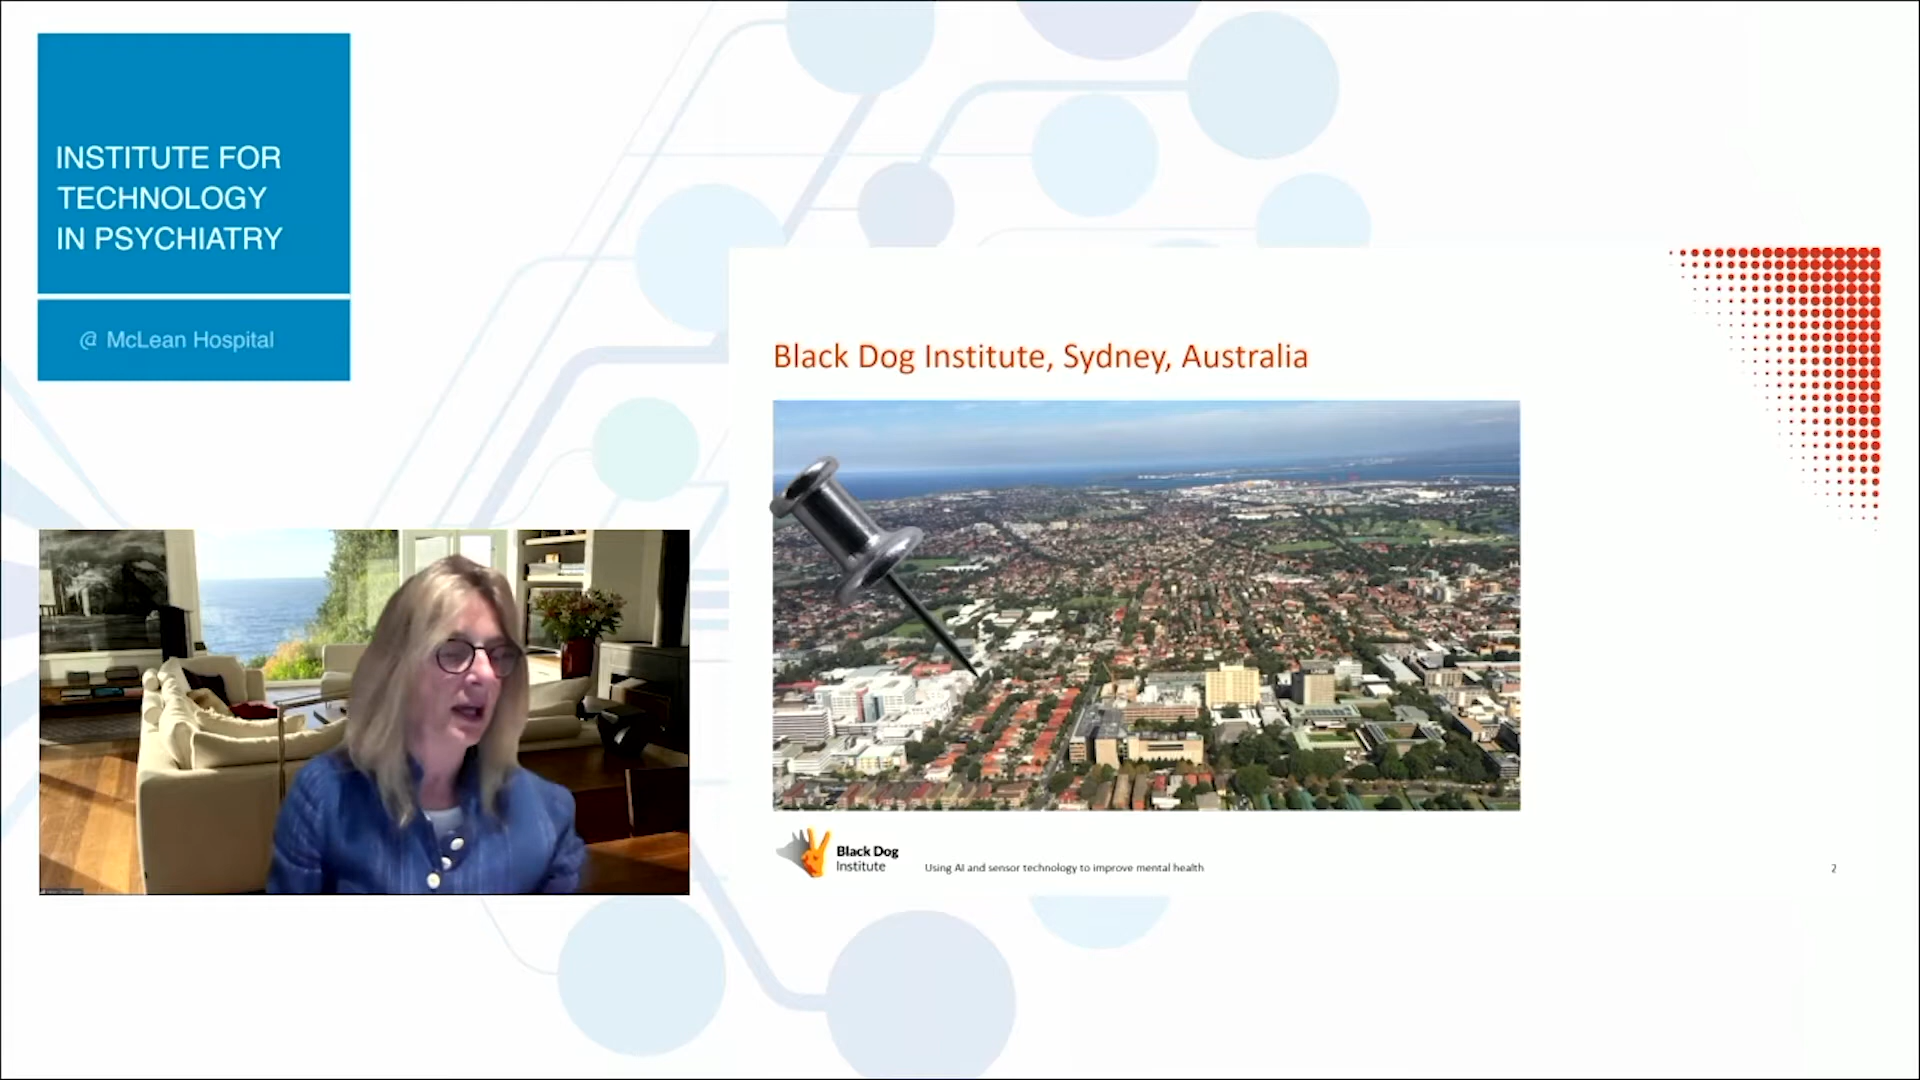 INSTITUTE FOR
TECHNOLOGY
IN PSYCHIATRY
@ McLean Hospital
Black Dog Institute, Sydney, Australia
Black Dog
Institute
Using AI and sensor technology to improve mental health
2